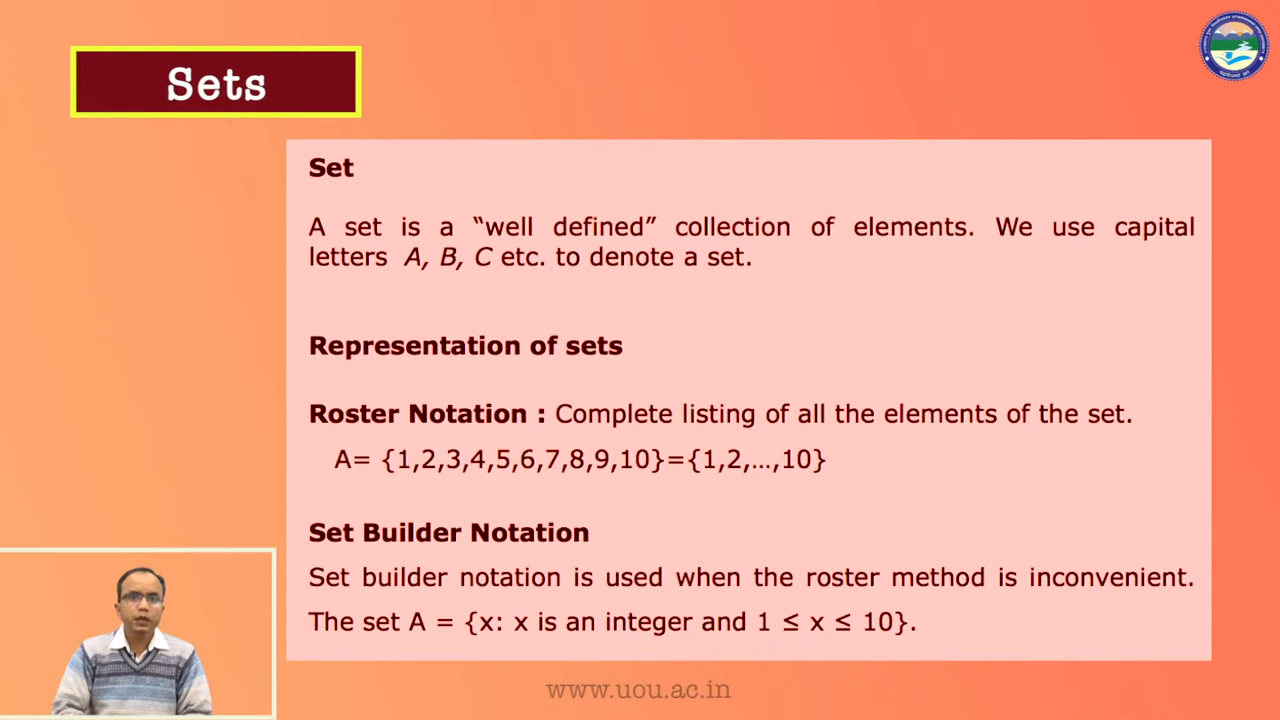 Sets
Set
A set is a “well defined” collection of elements. We use capital
letters A, B, C etc. to denote a set.
Representation of sets
Roster Notation : Complete listing of all the elements of the set.
A= {1,2,3,4,5,6,7,8,9,10}={1,2,…,10}
Set Builder Notation
Set builder notation is used when the roster method is inconvenient.
The set A = {x: x is an integer and 1 ≤ x ≤ 10}.
www.uou.ac.in